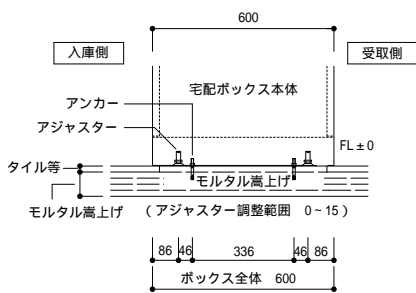 600
入庫側
受取側
宅配ボックス本体
アンカー
アジャスター
FL±0
タイル等
モルタル嵩上げ
モルタル嵩上げ
(アジャスター調整範囲 0~15)
86 46 336 46 86
ボックス全体 600